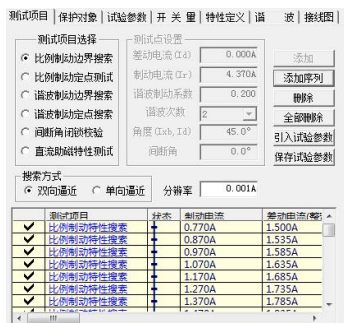 测试项目 保护对象 试验参数 开 关 量 特性定义 谐 波 接线图
测试项目选择
比例制动边界搜索
比例制动定点测试
谐波制动边界搜索
谐波制动定点测试
间断角闭锁校验
直流助磁特性测试
测试点设置
差动电流(Id) 0.000A
制动电流(Ir) 4.370A
谐波制动系数 0.200
谐波次数 2
角度(Ixb,Id) 45.0°
间断角 0.0°
添加
添加序列
删除
全部删除
引入试验参数
保存试验参数
搜索方式
双向逼近 单向逼近 分辨率 0.001A
测试项目 状态 制动电流 差动电流(整
比例制动特性搜索 0.770A 1.500A
比例制动特性搜索 0.870A 1.535A
比例制动特性搜索 0.970A 1.585A
比例制动特性搜索 1.070A 1.635A
比例制动特性搜索 1.170A 1.685A
比例制动特性搜索 1.270A 1.735A
比例制动特性搜索 1.370A 1.785A